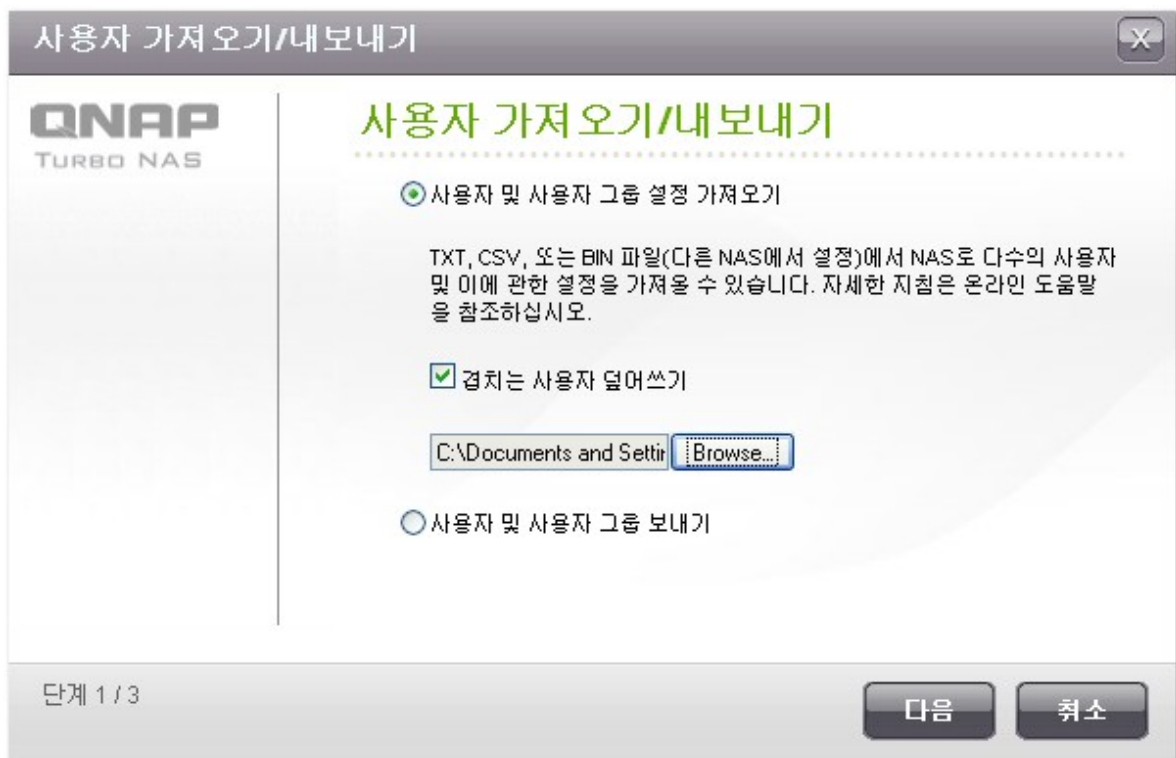 사용자 가져오기/내보내기
X
QNAP
TURBO NAS
사용자 가져오기/내보내기
사용자 및 사용자 그룹 설정 가져오기
TXT, CSV, 또는 BIN 파일(다른 NAS에서 설정)에서 NAS로 다수의 사용자
및 이에 관한 설정을 가져올 수 있습니다. 자세한 지침은 온라인 도움말
을 참조하십시오.
겹치는 사용자 덮어쓰기
C:\Documents and Settin Browse...
사용자 및 사용자 그룹 보내기
단계 1 / 3
다음 취소